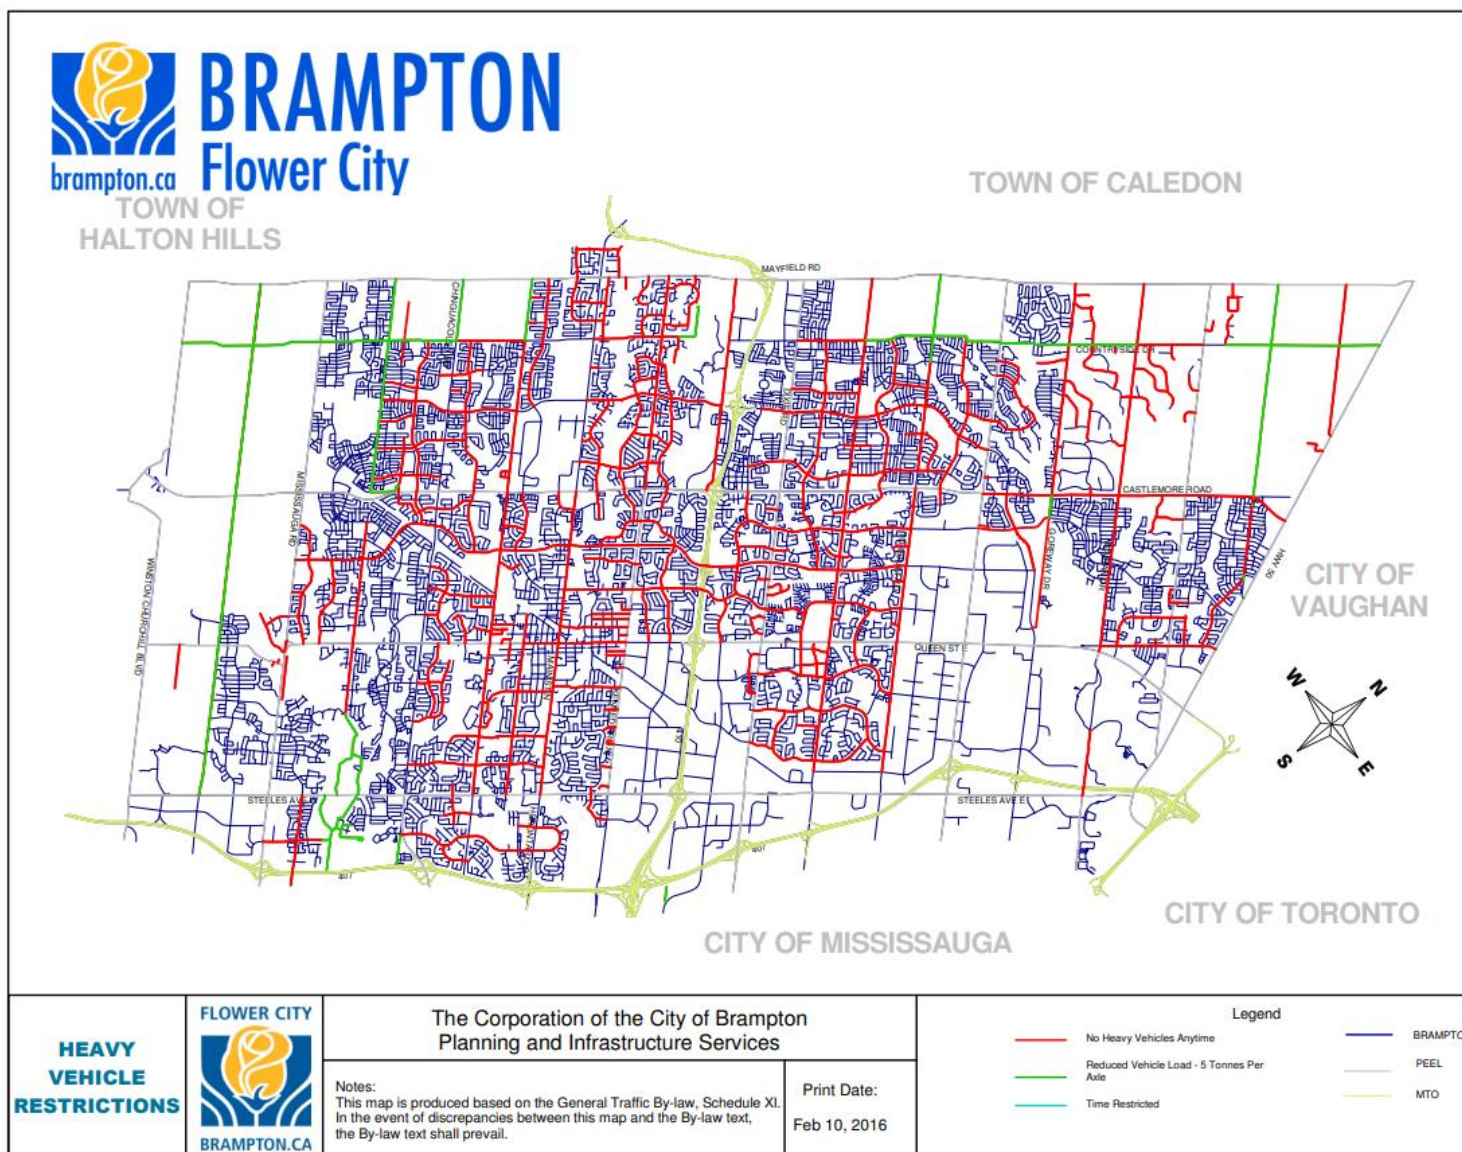 BRAMPTON
Flower City
brampton.ca
TOWN OF
HALTON HILLS
TOWN OF CALEDON
MAYFIELD RD
COUNTRYSIDE DR
CASTLEMORE ROAD
MISSISSAUGA RD
WINSTON CHURCHILL BLVD
GOREWAY DR
HWY 50
CITY OF
VAUGHAN
QUEEN ST E
MAIN ST N
410
STEELES AVE
STEELES AVE E
407
407
W
N
S
E
CITY OF TORONTO
CITY OF MISSISSAUGA
HEAVY
VEHICLE
RESTRICTIONS
FLOWER CITY
BRAMPTON.CA
The Corporation of the City of Brampton
Planning and Infrastructure Services
Notes:
This map is produced based on the General Traffic By-law, Schedule XI.
In the event of discrepancies between this map and the By-law text,
the By-law text shall prevail.
Print Date:
Feb 10, 2016
Legend
No Heavy Vehicles Anytime
Reduced Vehicle Load - 5 Tonnes Per
Axle
Time Restricted
BRAMPTO
PEEL
MTO